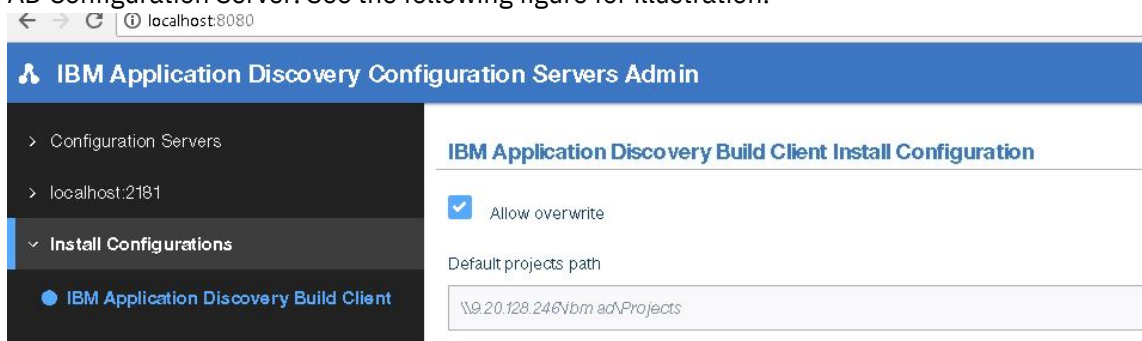 AD Configuration Server. See the following figure for illustration.
localhost:8080
IBM Application Discovery Configuration Servers Admin
> Configuration Servers
> localhost:2181
Install Configurations
IBM Application Discovery Build Client
IBM Application Discovery Build Client Install Configuration
Allow overwrite
Default projects path
\\9.20.128.246\ibm ad\Projects